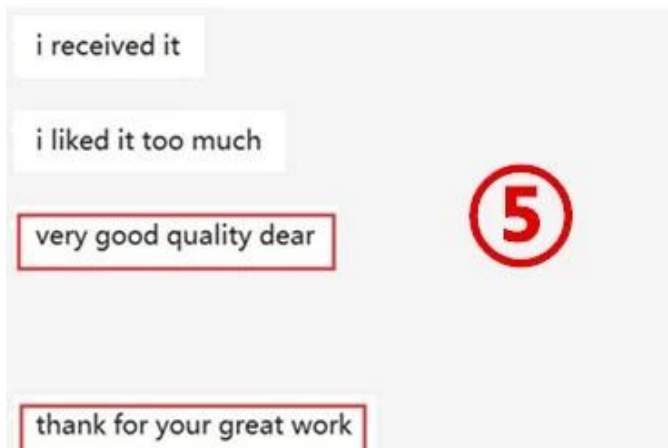 i received it
i liked it too much
very good quality dear
5
thank for your great work